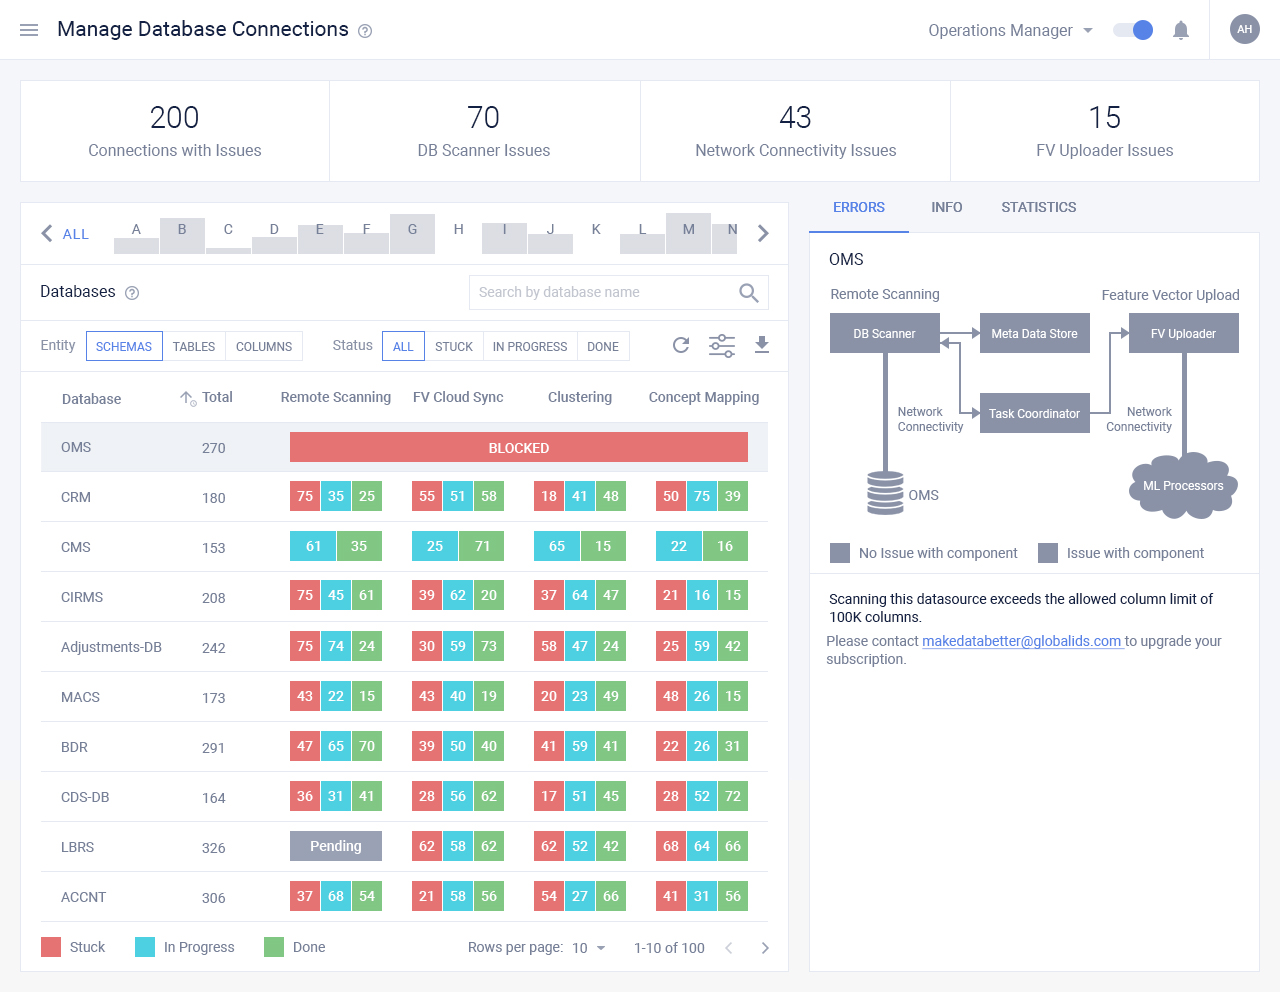 Manage Database Connections
Operations Manager
AH
200
Connections with Issues
70
DB Scanner Issues
43
Network Connectivity Issues
15
FV Uploader Issues
ALL A B C D E F G H I J K L M N
Databases
Search by database name
Entity SCHEMAS TABLES COLUMNS Status ALL STUCK IN PROGRESS DONE
Database Total Remote Scanning FV Cloud Sync Clustering Concept Mapping
OMS 270 BLOCKED
CRM 180 75 35 25 55 51 58 18 41 48 50 75 39
CMS 153 61 35 25 71 65 15 22 16
CIRMS 208 75 45 61 39 62 20 37 64 47 21 16 15
Adjustments-DB 242 75 74 24 30 59 73 58 47 24 25 59 42
MACS 173 43 22 15 43 40 19 20 23 49 48 26 15
BDR 291 47 65 70 39 50 40 41 59 41 22 26 31
CDS-DB 164 36 31 41 28 56 62 17 51 45 28 52 72
LBRS 326 Pending 62 58 62 62 52 42 68 64 66
ACCNT 306 37 68 54 21 58 56 54 27 66 41 31 56
Stuck In Progress Done Rows per page: 10 1-10 of 100
ERRORS INFO STATISTICS
OMS
Remote Scanning Feature Vector Upload
DB Scanner Meta Data Store FV Uploader
Task Coordinator
Network
Connectivity
Network
Connectivity
OMS
ML Processors
No Issue with component Issue with component
Scanning this datasource exceeds the allowed column limit of
100K columns.
Please contact makedatabetter@globalids.com to upgrade your
subscription.